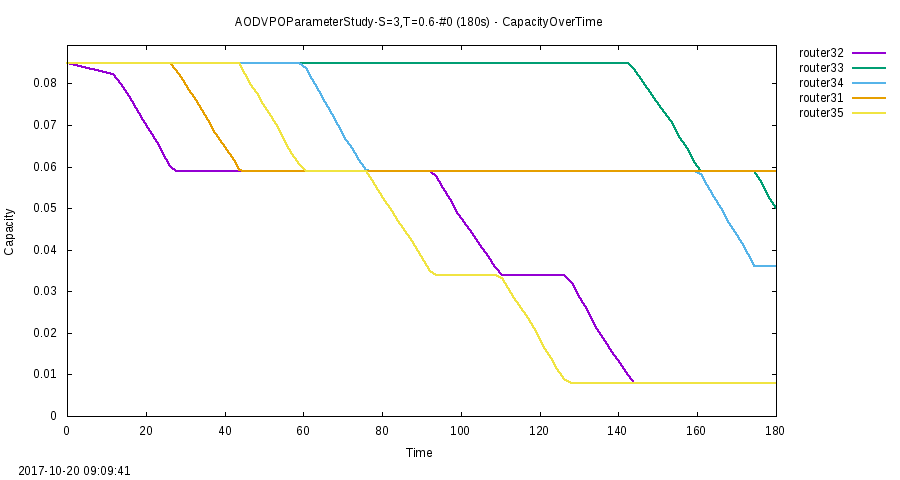 AODVPOParameterStudy-S=3,T=0.6-#0 (180s) - CapacityOverTime
router32
router33
router34
router31
router35
0.08
0.07
0.06
0.05
0.04
0.03
0.02
0.01
0
Capacity
0 20 40 60 80 100 120 140 160 180
Time
2017-10-20 09:09:41